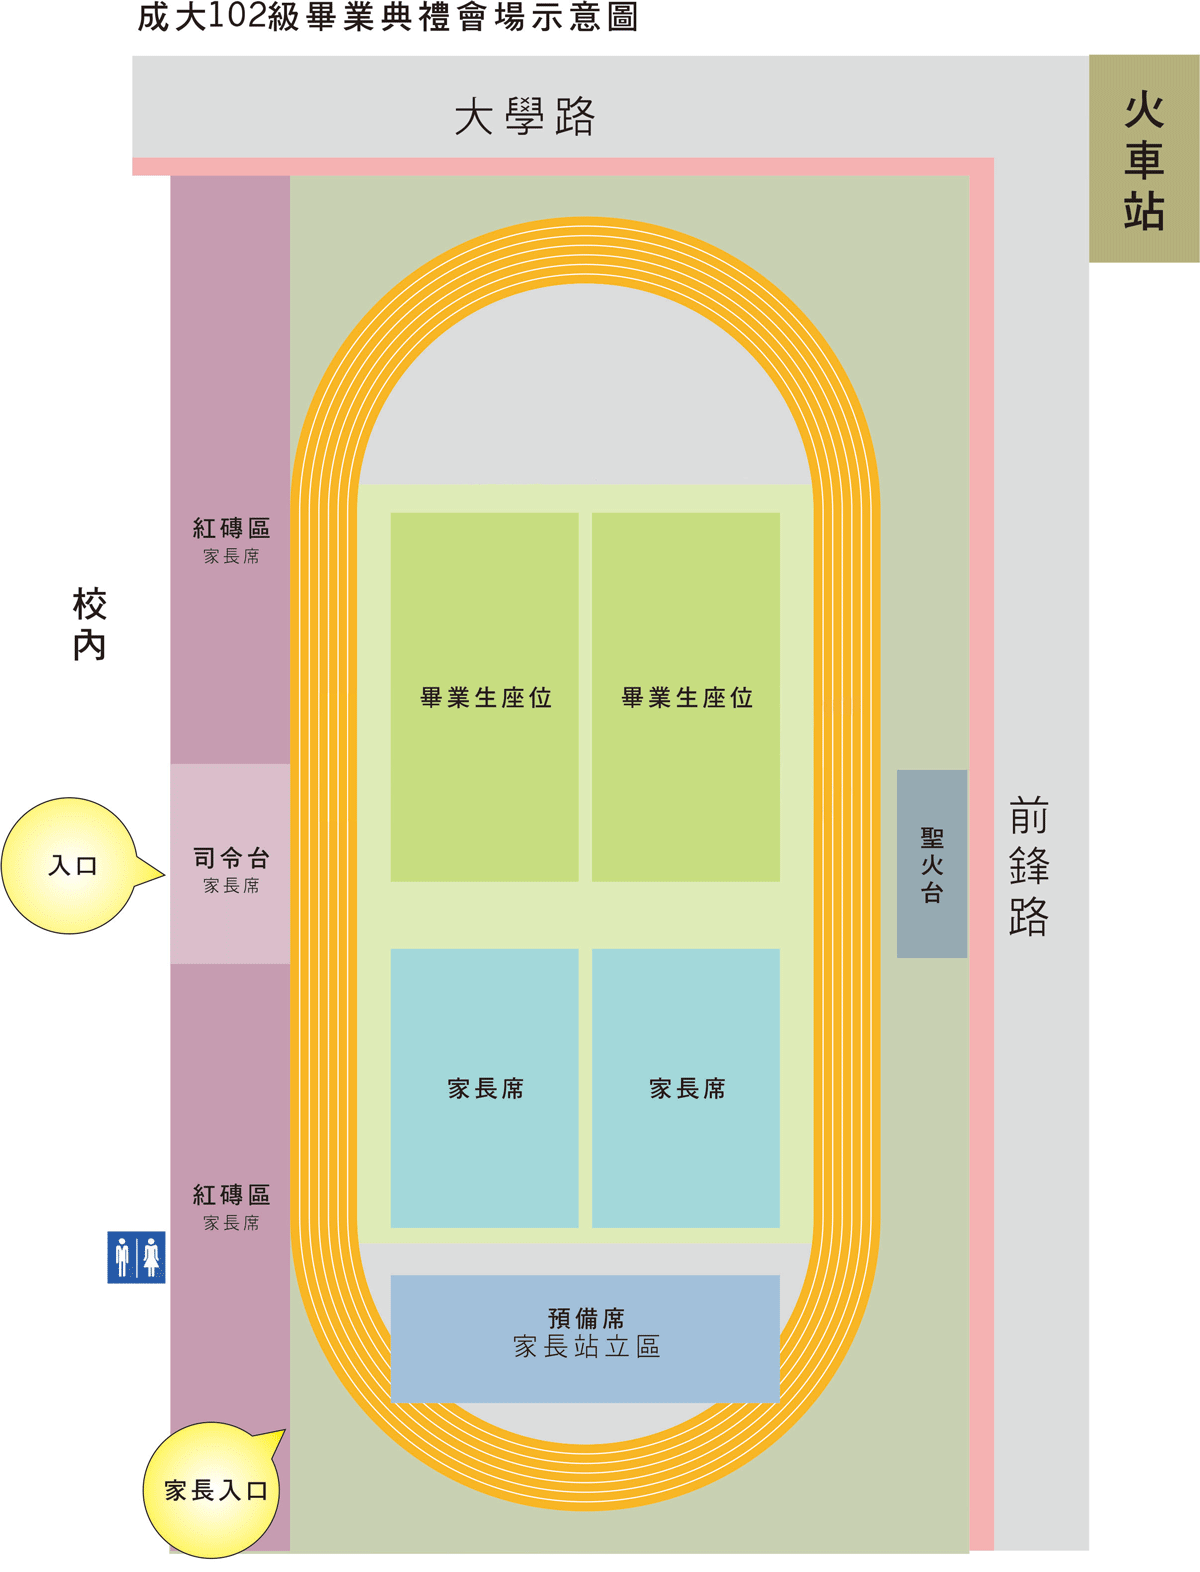 成大102級畢業典禮會場示意圖
大學路
火車站
紅磚區
家長席
校內
畢業生座位
畢業生座位
入口
司令台
家長席
聖火台
前鋒路
家長席
家長席
紅磚區
家長席
預備席
家長站立區
家長入口